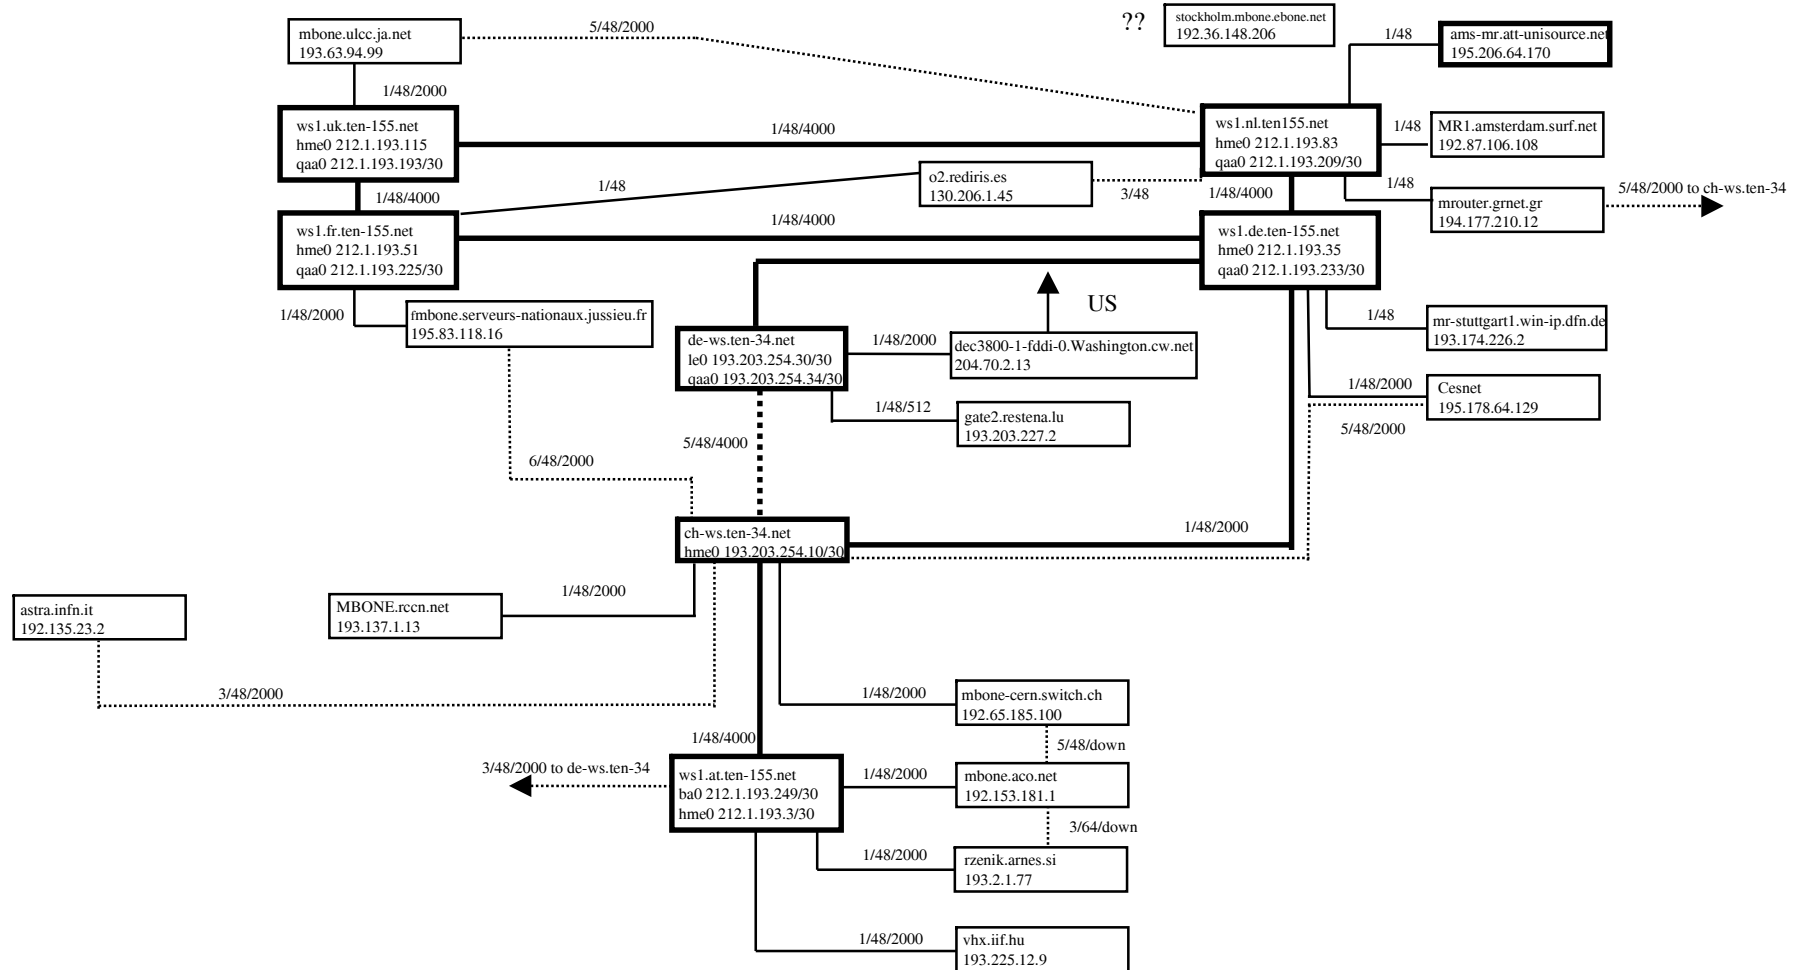 mbone.ulcc.ja.net
193.63.94.99
5/48/2000
??
stockholm.mbone.ebone.net
192.36.148.206
1/48
ams-mr.att-unisource.net
195.206.64.170
1/48/2000
ws1.uk.ten-155.net
hme0 212.1.193.115
qaa0 212.1.193.193/30
1/48/4000
ws1.nl.ten155.net
hme0 212.1.193.83
qaa0 212.1.193.209/30
1/48
MR1.amsterdam.surf.net
192.87.106.108
1/48/4000
1/48
o2.rediris.es
130.206.1.45
3/48
1/48/4000
1/48
mrouter.grnet.gr
194.177.210.12
5/48/2000 to ch-ws.ten-34
ws1.fr.ten-155.net
hme0 212.1.193.51
qaa0 212.1.193.225/30
1/48/4000
ws1.de.ten-155.net
hme0 212.1.193.35
qaa0 212.1.193.233/30
1/48/2000
fmbone.serveurs-nationaux.jussieu.fr
195.83.118.16
US
1/48
mr-stuttgart1.win-ip.dfn.de
193.174.226.2
de-ws.ten-34.net
le0 193.203.254.30/30
qaa0 193.203.254.34/30
1/48/2000
dec3800-1-fddi-0.Washington.cw.net
204.70.2.13
1/48/2000
Cesnet
195.178.64.129
5/48/2000
1/48/512
gate2.restena.lu
193.203.227.2
5/48/4000
6/48/2000
ch-ws.ten-34.net
hme0 193.203.254.10/30
1/48/2000
astra.infn.it
192.135.23.2
MBONE.rccn.net
193.137.1.13
1/48/2000
3/48/2000
1/48/2000
mbone-cern.switch.ch
192.65.185.100
5/48/down
1/48/4000
3/48/2000 to de-ws.ten-34
ws1.at.ten-155.net
ba0 212.1.193.249/30
hme0 212.1.193.3/30
1/48/2000
mbone.aco.net
192.153.181.1
3/64/down
1/48/2000
rzenik.arnes.si
193.2.1.77
1/48/2000
vhx.iif.hu
193.225.12.9